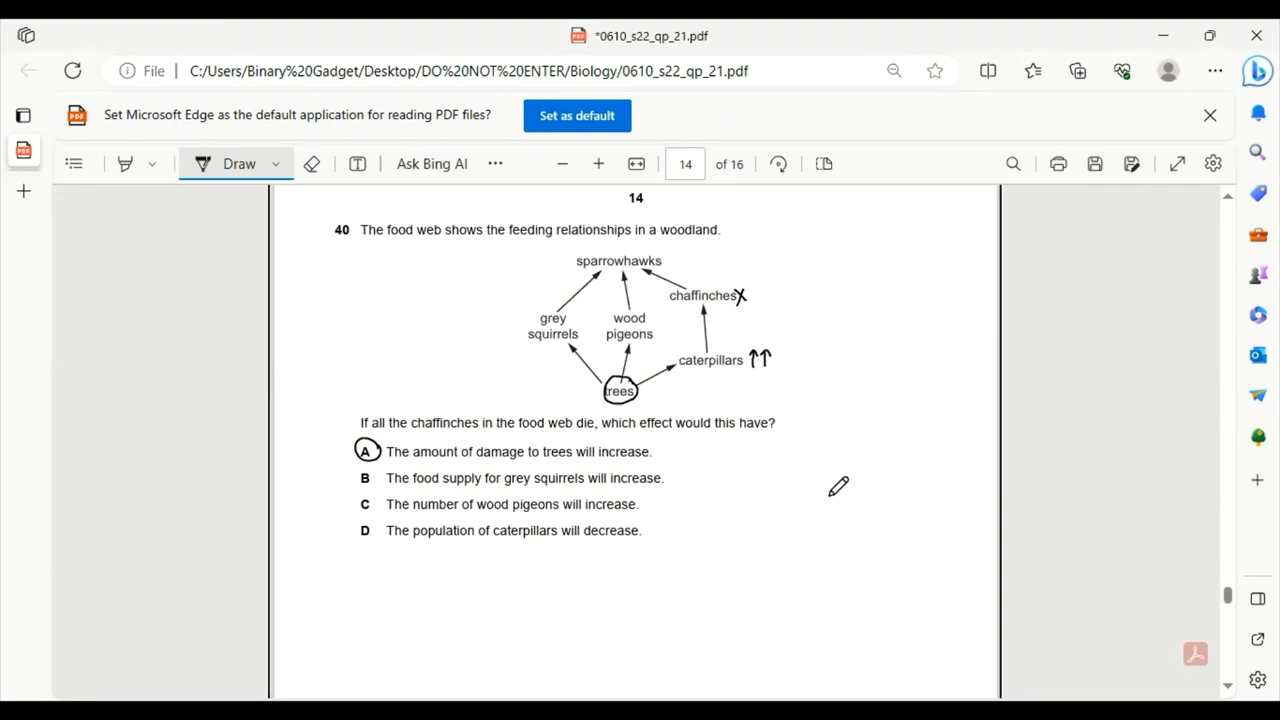 *0610_s22_qp_21.pdf
File C:/Users/Binary%20Gadget/Desktop/DO%20NOT%20ENTER/Biology/0610_s22_qp_21.pdf
Set Microsoft Edge as the default application for reading PDF files? Set as default
Draw Ask Bing AI 14 of 16
14
40 The food web shows the feeding relationships in a woodland.
sparrowhawks
chaffinches X
grey squirrels
wood pigeons
caterpillars ↑↑
trees
If all the chaffinches in the food web die, which effect would this have?
A The amount of damage to trees will increase.
B The food supply for grey squirrels will increase.
C The number of wood pigeons will increase.
D The population of caterpillars will decrease.